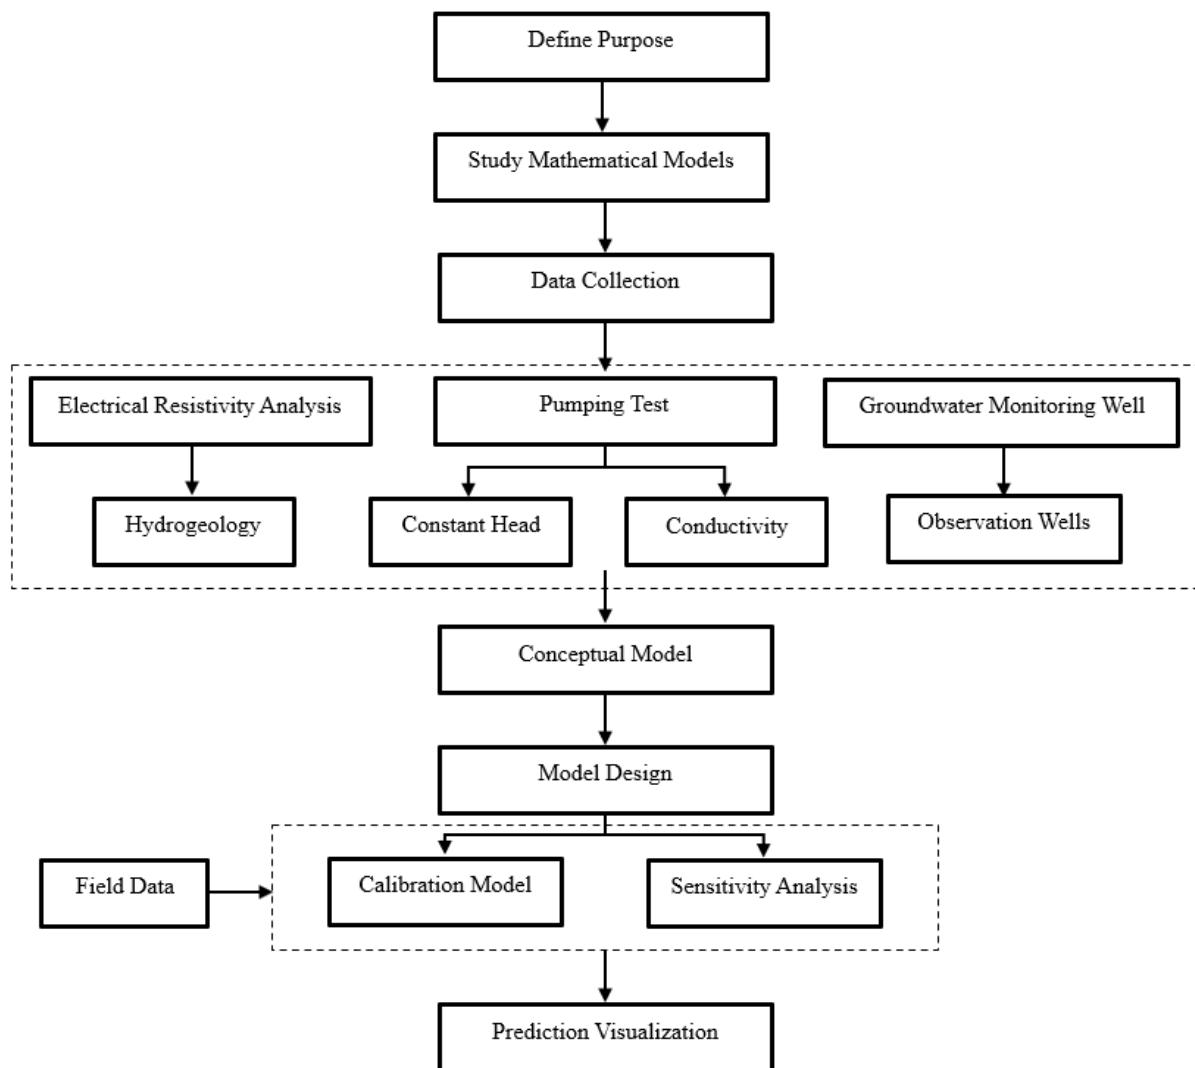 Define Purpose
Study Mathematical Models
Data Collection
Electrical Resistivity Analysis
Pumping Test
Groundwater Monitoring Well
Hydrogeology
Constant Head
Conductivity
Observation Wells
Conceptual Model
Model Design
Field Data
Calibration Model
Sensitivity Analysis
Prediction Visualization